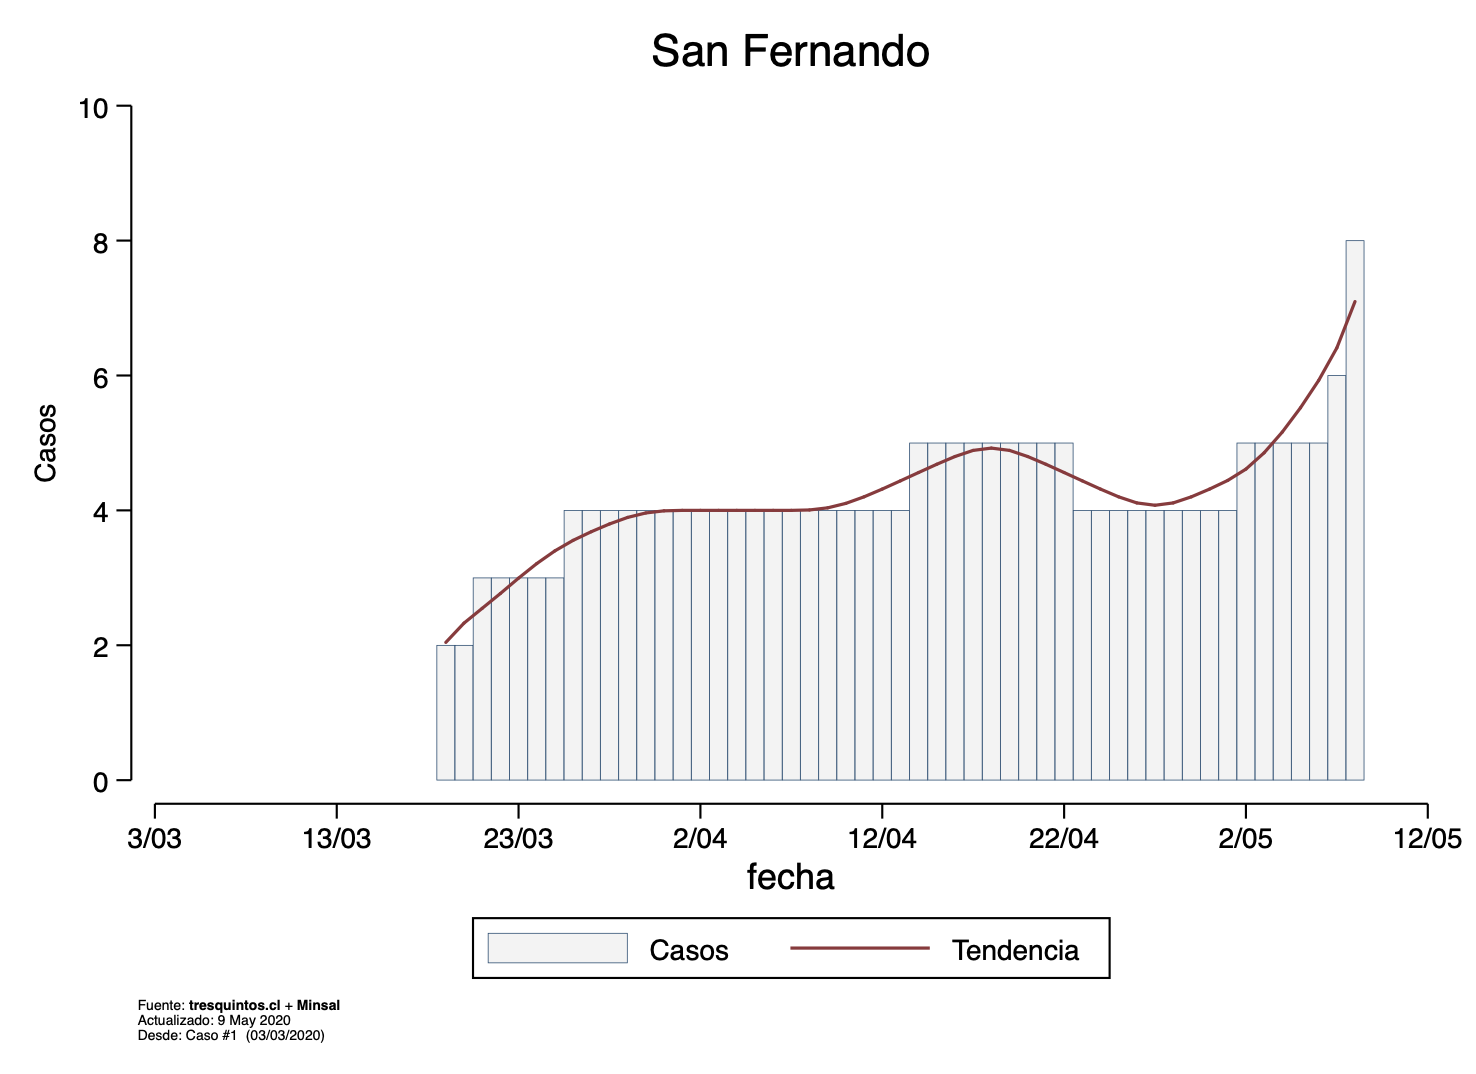 San Fernando
10
8
6
4
2
0
Casos
3/03 13/03 23/03 2/04 12/04 22/04 2/05 12/05
fecha
Casos Tendencia
Fuente: tresquintos.cl + Minsal
Actualizado: 9 May 2020
Desde: Caso #1 (03/03/2020)